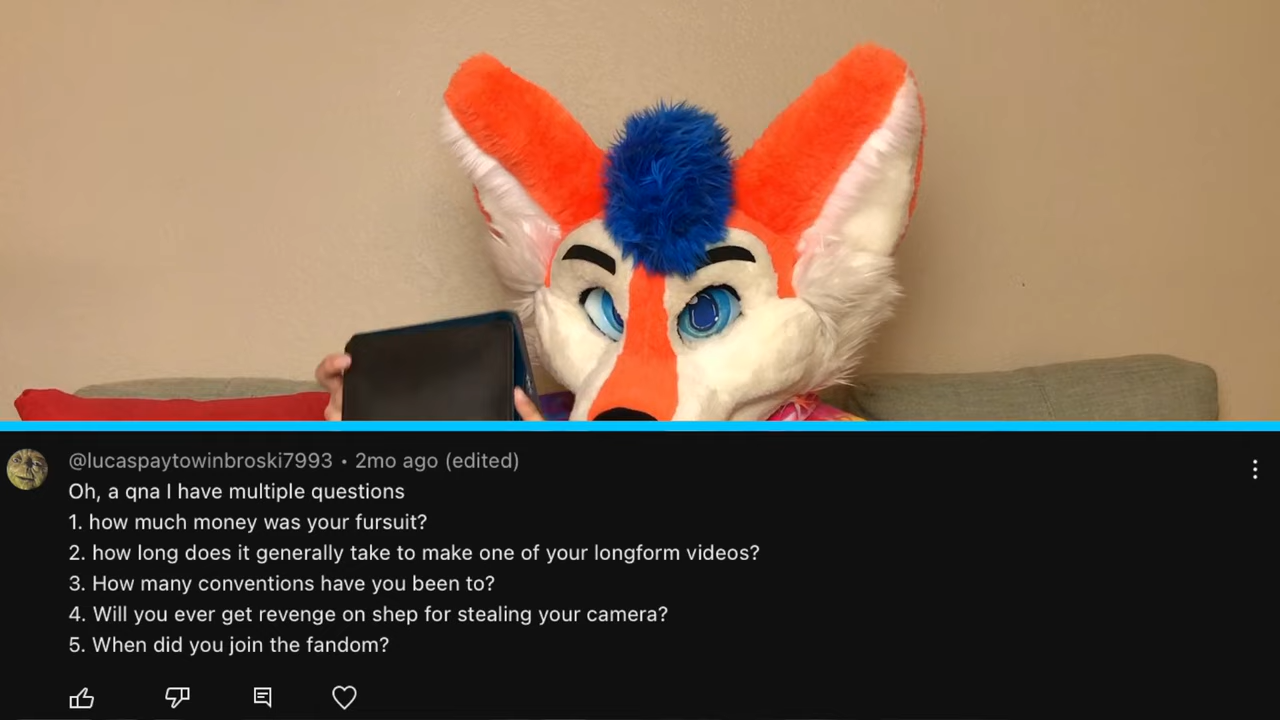 @lucaspaytowinbroski7993 • 2mo ago (edited)
Oh, a qna I have multiple questions
1. how much money was your fursuit?
2. how long does it generally take to make one of your longform videos?
3. How many conventions have you been to?
4. Will you ever get revenge on shep for stealing your camera?
5. When did you join the fandom?